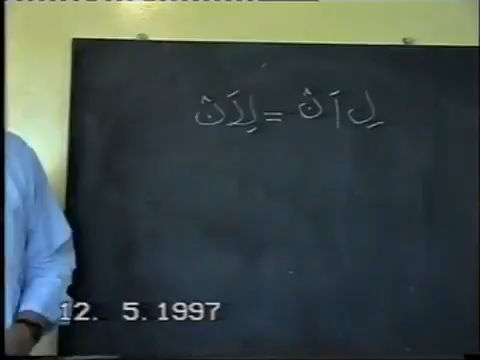 لِ اَنْ = لِاَنْ
12. 5.1997